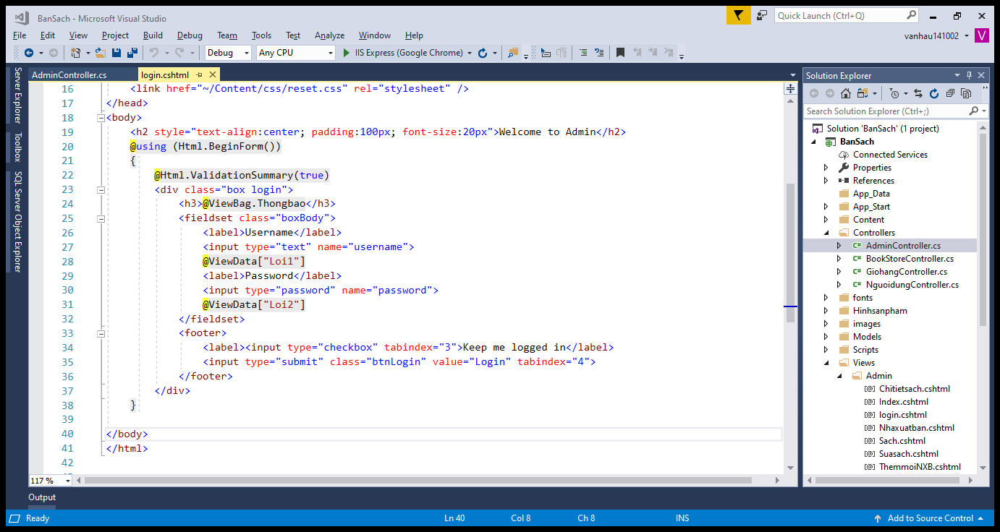 BanSach - Microsoft Visual Studio
Quick Launch (Ctrl+Q)
File Edit View Project Build Debug Team Tools Test Analyze Window Help
vanhau141002
V
Debug Any CPU IIS Express (Google Chrome)
Server Explorer
Toolbox
SQL Server Object Explorer
AdminController.cs login.cshtml
16 <link href="~/Content/css/reset.css" rel="stylesheet" />
17 </head>
18 <body>
19 <h2 style="text-align:center; padding:100px; font-size:20px">Welcome to Admin</h2>
20 @using (Html.BeginForm())
21 {
22 @Html.ValidationSummary(true)
23 <div class="box login">
24 <h3>@ViewBag.Thongbao</h3>
25 <fieldset class="boxBody">
26 <label>Username</label>
27 <input type="text" name="username">
28 @ViewData["Loi1"]
29 <label>Password</label>
30 <input type="password" name="password">
31 @ViewData["Loi2"]
32 </fieldset>
33 <footer>
34 <label><input type="checkbox" tabindex="3">Keep me logged in</label>
35 <input type="submit" class="btnLogin" value="Login" tabindex="4">
36 </footer>
37 </div>
38 }
39
40 </body>
41 </html>
42
117 %
Solution Explorer
Search Solution Explorer (Ctrl+;)
Solution 'BanSach' (1 project)
BanSach
Connected Services
Properties
References
App_Data
App_Start
Content
Controllers
C# AdminController.cs
C# BookStoreController.cs
C# GiohangController.cs
C# NguoidungController.cs
fonts
Hinhsanpham
images
Models
Scripts
Views
Admin
[@] Chitietsach.cshtml
[@] Index.cshtml
[@] login.cshtml
[@] Nhaxuatban.cshtml
[@] Sach.cshtml
[@] Suasach.cshtml
[@] ThemmoiNXB.cshtml
Output
Ready Ln 40 Col 8 Ch 8 INS Add to Source Control